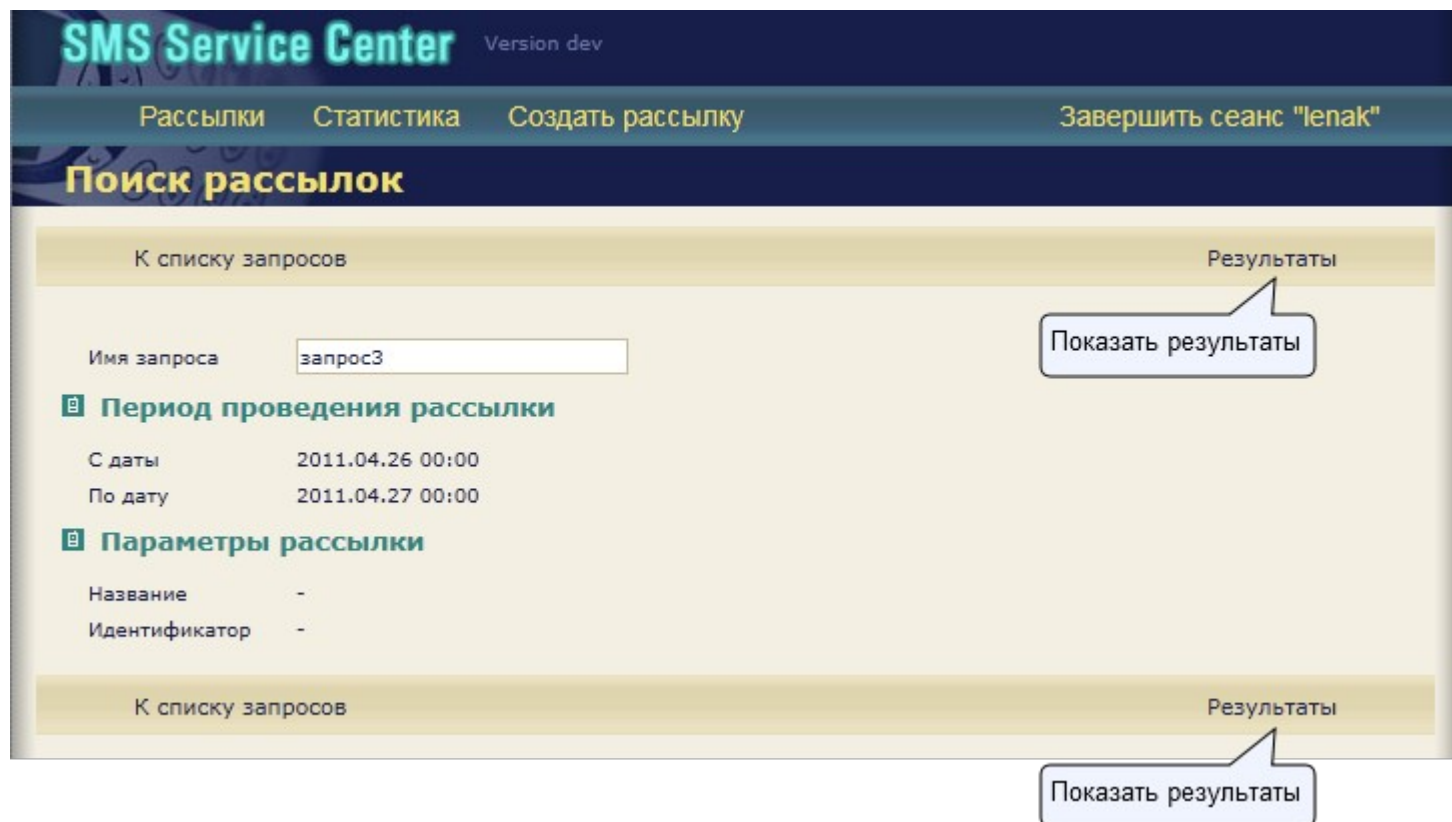 SMS Service Center Version dev
Рассылки Статистика Создать рассылку Завершить сеанс "lenak"
Поиск рассылок
К списку запросов Результаты
Показать результаты
Имя запроса запрос3
Период проведения рассылки
С даты 2011.04.26 00:00
По дату 2011.04.27 00:00
Параметры рассылки
Название -
Идентификатор -
К списку запросов Результаты
Показать результаты